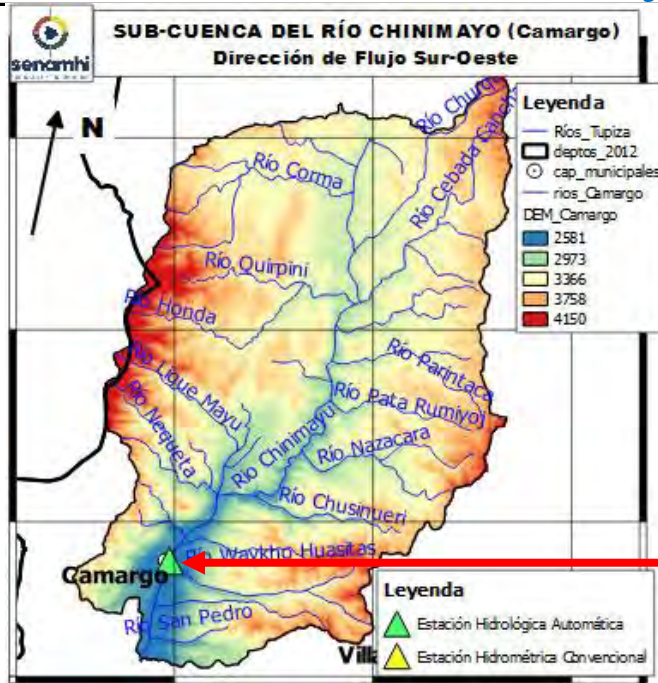 SUB-CUENCA DEL RÍO CHINIMAYO (Camargo)
Dirección de Flujo Sur-Oeste
senamhi
N
Leyenda
Ríos_Tupiza
deptos_2012
cap_municipales
rios_Camargo
DEM_Camargo
2581
2973
3366
3758
4150
Río Churqu
Río Cebada Cancha
Río Corma
Río Quirpini
Río Honda
Río Parintaca
Río Lique Mayu
Río Pata Rumiyoj
Río Nequeta
Río Chinimayu
Río Nazacara
Río Chusinueri
Río Waykho Huasitas
Camargo
Río San Pedro
Villa
Leyenda
Estación Hidrológica Automática
Estación Hidrométrica Convencional